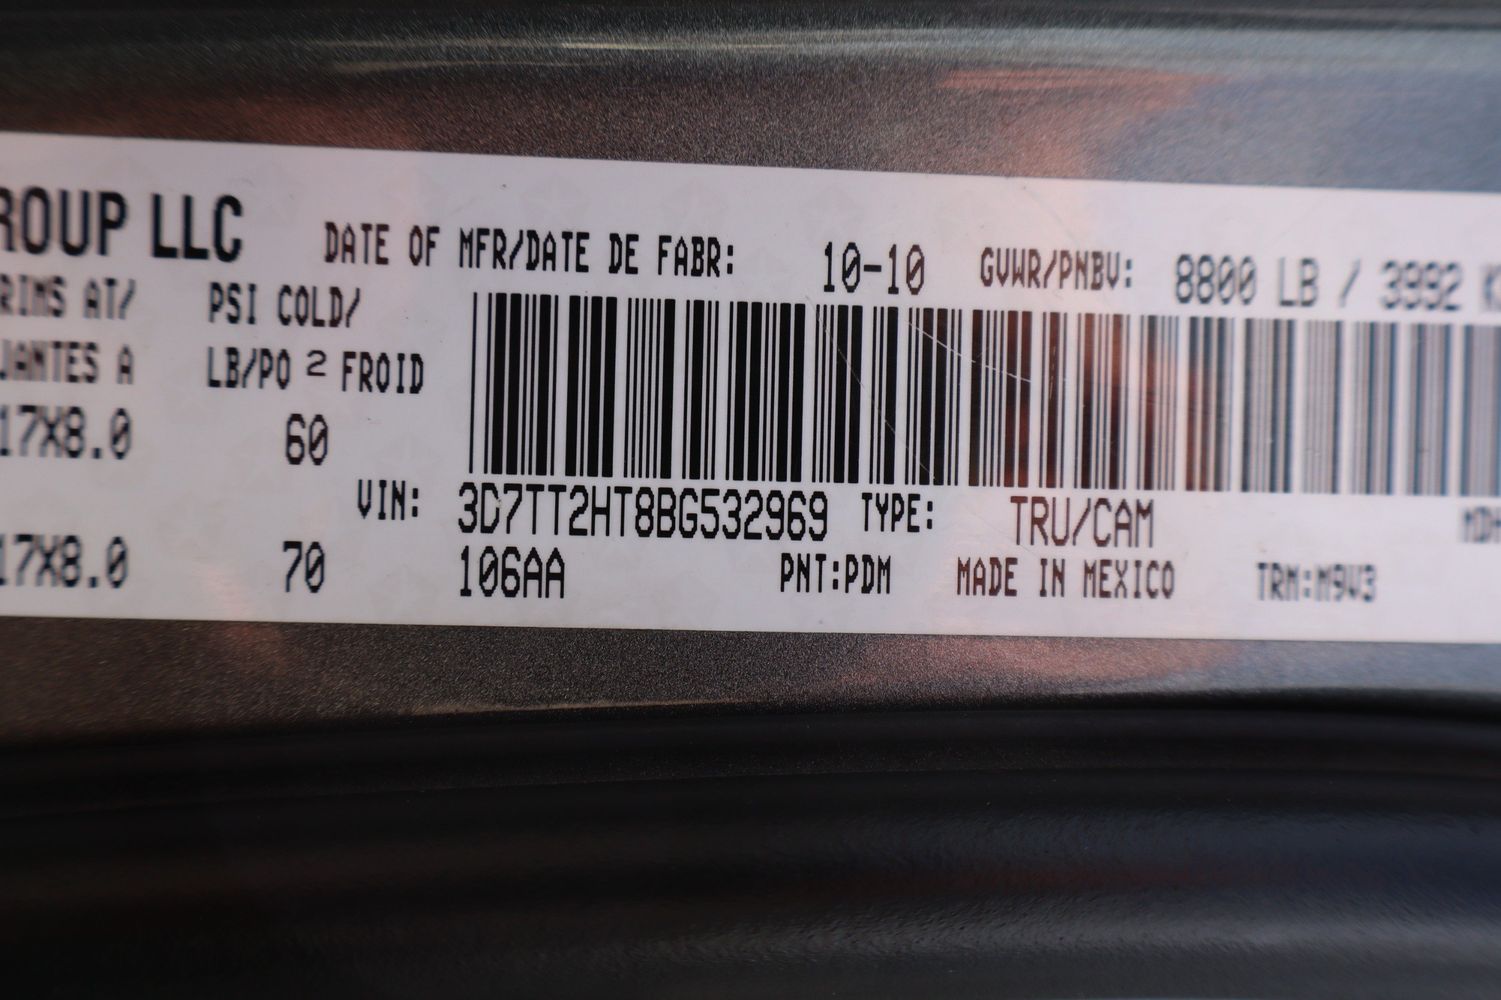 ROUP LLC DATE OF MFR/DATE DE FABR: 10-10 GVWR/PNBV: 8800 LB / 3992 K
RIMS AT/ PSI COLD/
JANTES A LB/PO 2 FROID
17X8.0 60
VIN: 3D7TT2HT8BG532969 TYPE: TRU/CAM MDH
17X8.0 70 106AA PNT:PDM MADE IN MEXICO TRM:M9V3